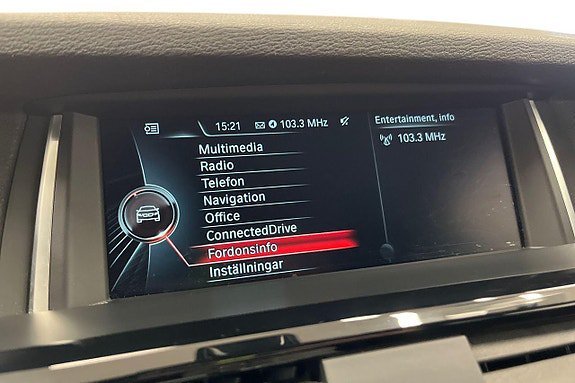 15:21 103.3 MHz
Entertainment, info
103.3 MHz
Multimedia
Radio
Telefon
Navigation
Office
ConnectedDrive
Fordonsinfo
Inställningar